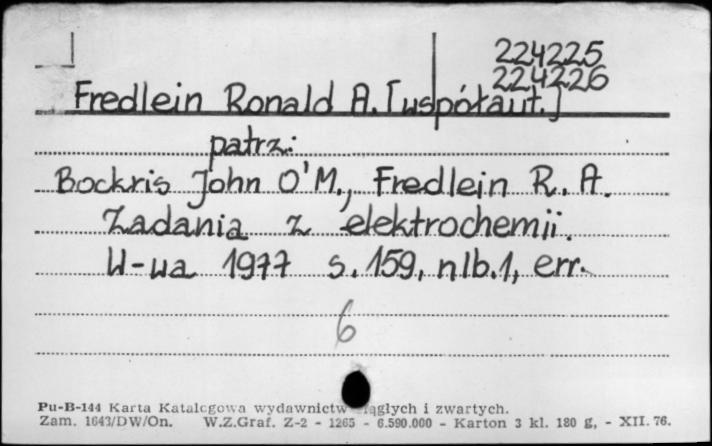 224225
224226
Fredlein Ronald A. [współaut.]
patrz:
Bockris John O'M., Fredlein R. A.
Zadania z elektrochemii.
W-wa 1977 s. 159, nlb. 1, err.
6
Pu-B-144 Karta Katalogowa wydawnictw ciągłych i zwartych.
Zam. 1643/DW/On. W.Z.Graf. Z-2 - 1265 - 6.590.000 - Karton 3 kl. 180 g, - XII. 76.